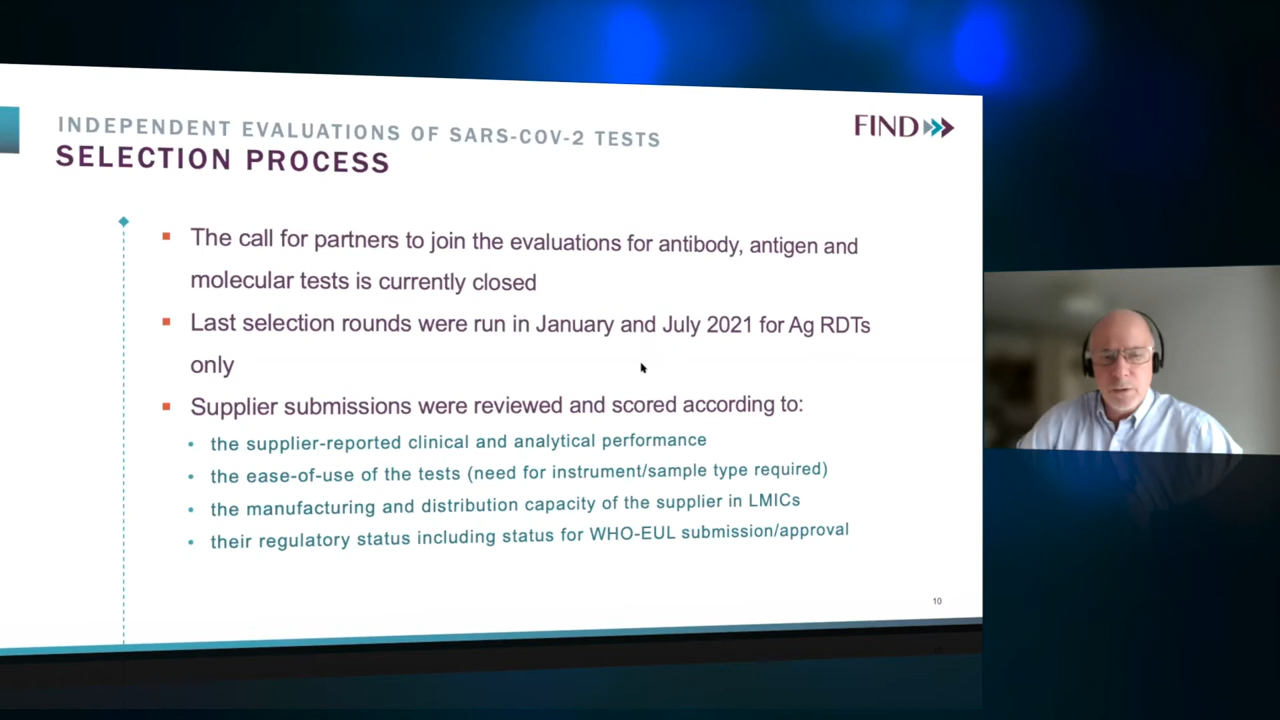 INDEPENDENT EVALUATIONS OF SARS-COV-2 TESTS
FIND
SELECTION PROCESS
The call for partners to join the evaluations for antibody, antigen and
molecular tests is currently closed
Last selection rounds were run in January and July 2021 for Ag RDTs
only
Supplier submissions were reviewed and scored according to:
the supplier-reported clinical and analytical performance
the ease-of-use of the tests (need for instrument/sample type required)
the manufacturing and distribution capacity of the supplier in LMICs
their regulatory status including status for WHO-EUL submission/approval
10